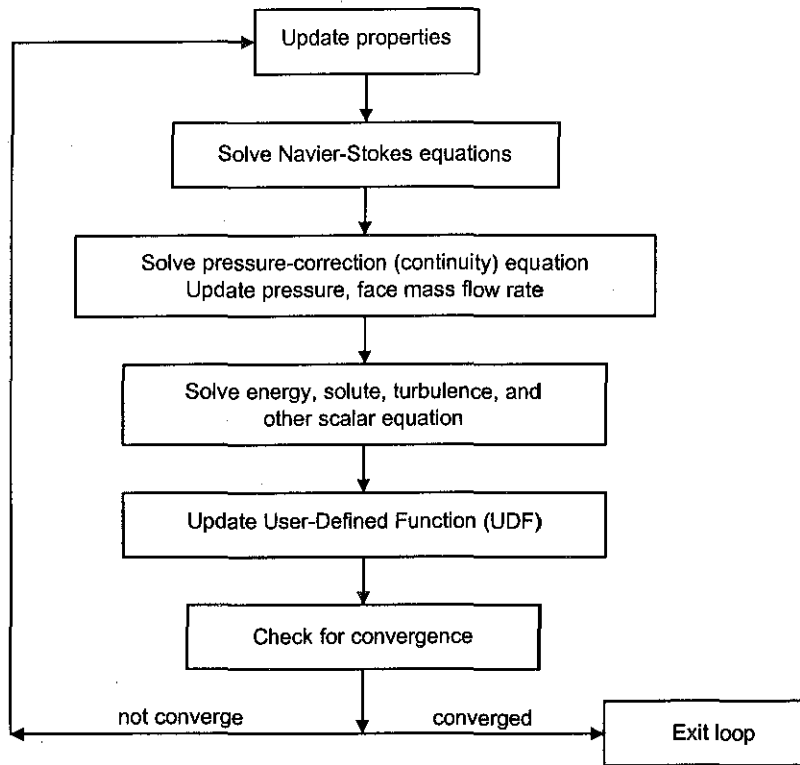 Update properties
Solve Navier-Stokes equations
Solve pressure-correction (continuity) equation
Update pressure, face mass flow rate
Solve energy, solute, turbulence, and
other scalar equation
Update User-Defined Function (UDF)
Check for convergence
not converge
converged
Exit loop